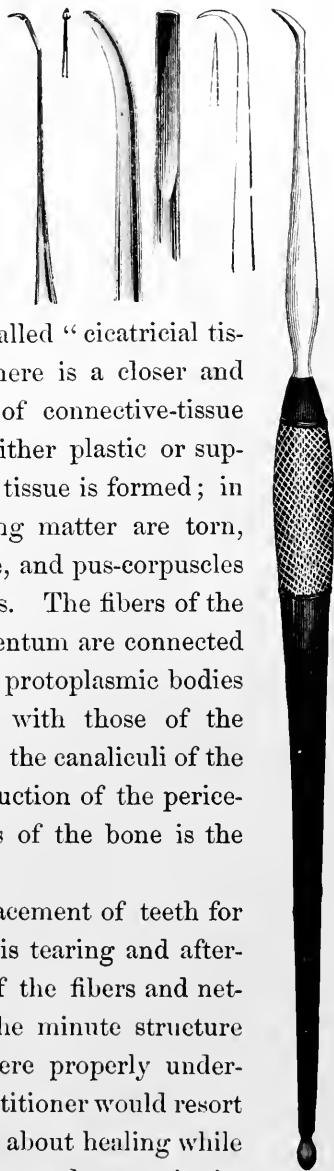 alled “cicatricial tis-
here is a closer and
of connective-tissue
ither plastic or sup-
tissue is formed; in
ng matter are torn,
e, and pus-corpuscles
s. The fibers of the
entum are connected
protoplasmic bodies
with those of the
the canaliculi of the
uction of the perice-
s of the bone is the
acement of teeth for
is tearing and after-
f the fibers and net-
he minute structure
ere properly under-
titioner would resort
about healing while